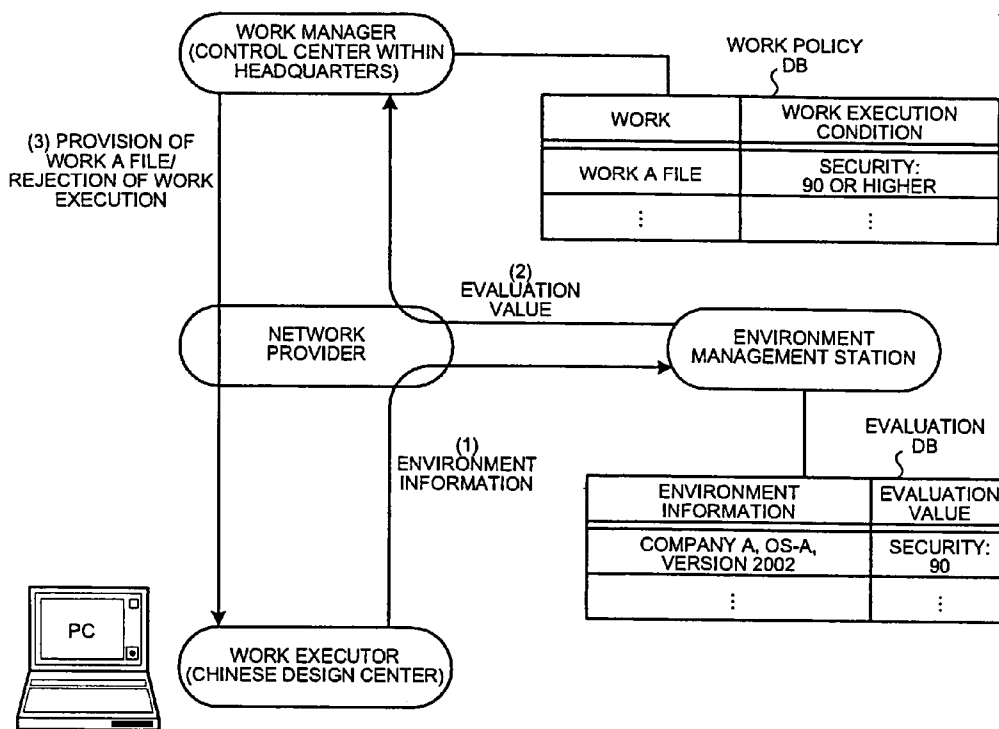 WORK MANAGER
(CONTROL CENTER WITHIN
HEADQUARTERS)
WORK POLICY
DB
WORK
WORK EXECUTION
CONDITION
WORK A FILE
SECURITY:
90 OR HIGHER
⋮
⋮
(3) PROVISION OF
WORK A FILE/
REJECTION OF WORK
EXECUTION
(2)
EVALUATION
VALUE
NETWORK
PROVIDER
ENVIRONMENT
MANAGEMENT STATION
(1)
ENVIRONMENT
INFORMATION
EVALUATION
DB
ENVIRONMENT
INFORMATION
EVALUATION
VALUE
COMPANY A, OS-A,
VERSION 2002
SECURITY:
90
⋮
⋮
PC
WORK EXECUTOR
(CHINESE DESIGN CENTER)